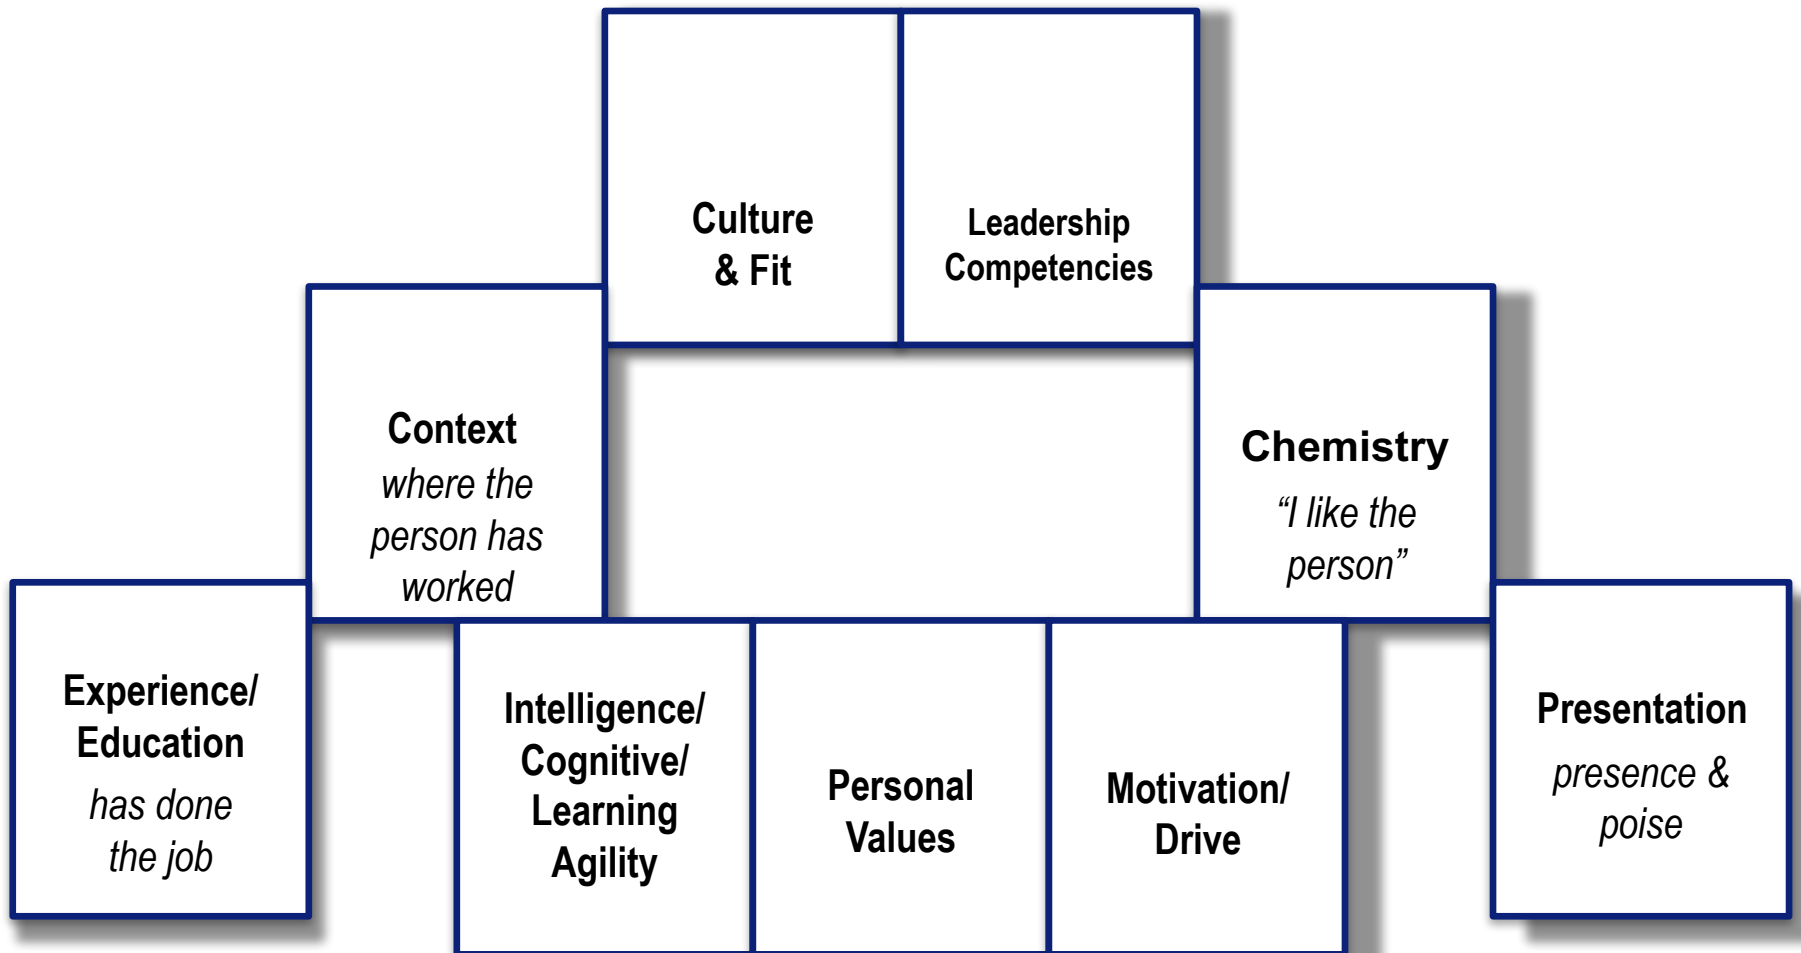 Culture
& Fit
Leadership
Competencies
Context
where the
person has
worked
Chemistry
“I like the
person”
Experience/
Education
has done
the job
Intelligence/
Cognitive/
Learning
Agility
Personal
Values
Motivation/
Drive
Presentation
presence &
poise